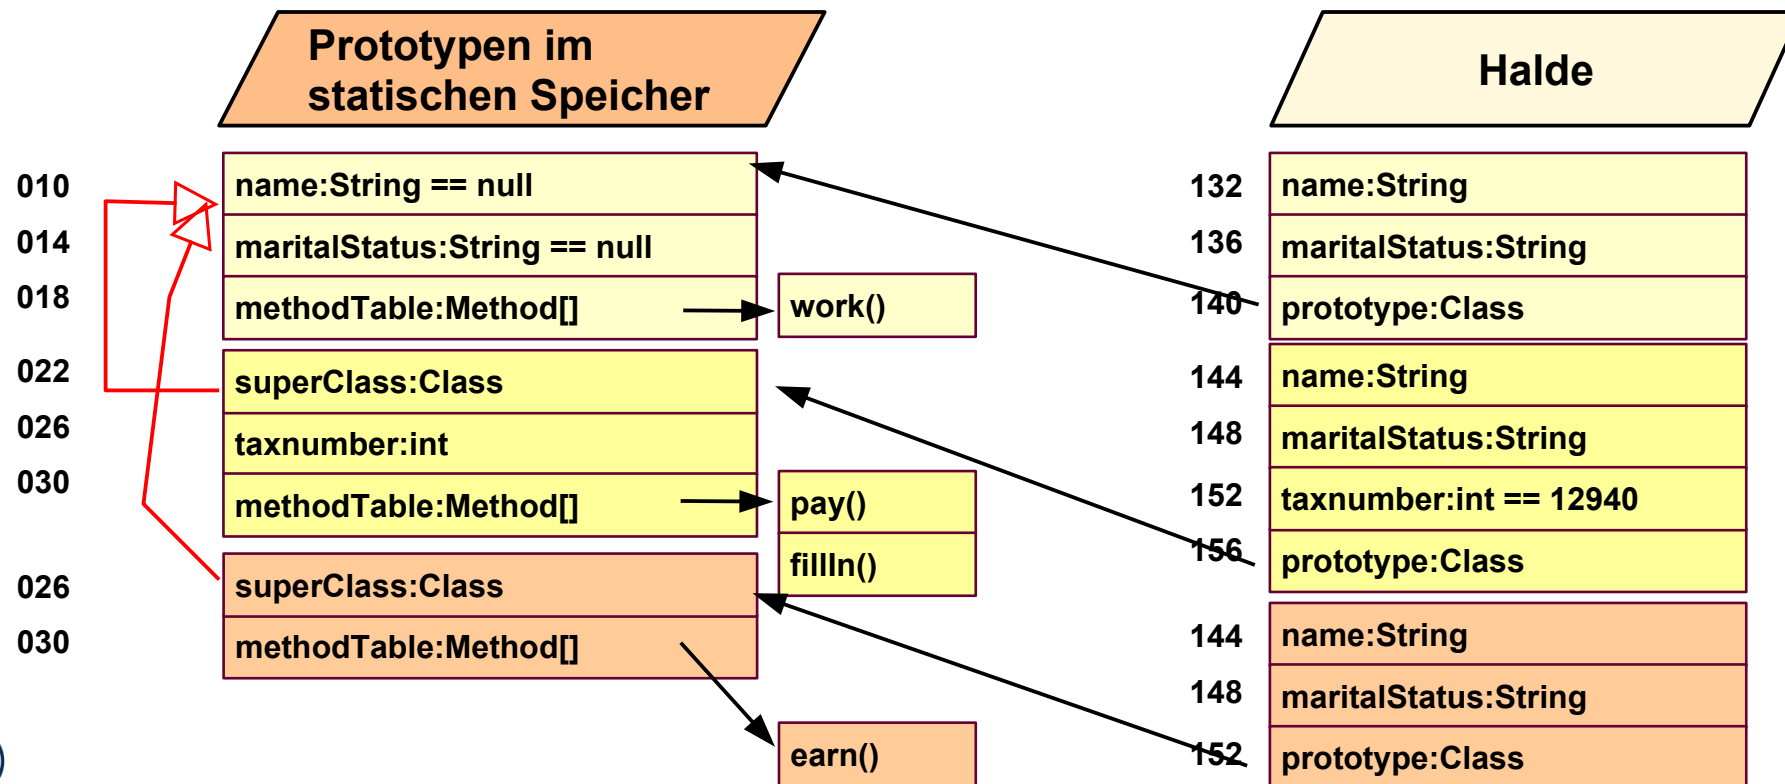 Prototypen im
statischen Speicher
Halde
010
name:String == null
014
maritalStatus:String == null
018
methodTable:Method[]
work()
022
superClass:Class
026
taxnumber:int
030
methodTable:Method[]
pay()
fillIn()
026
superClass:Class
030
methodTable:Method[]
earn()
132
name:String
136
maritalStatus:String
140
prototype:Class
144
name:String
148
maritalStatus:String
152
taxnumber:int == 12940
156
prototype:Class
144
name:String
148
maritalStatus:String
152
prototype:Class